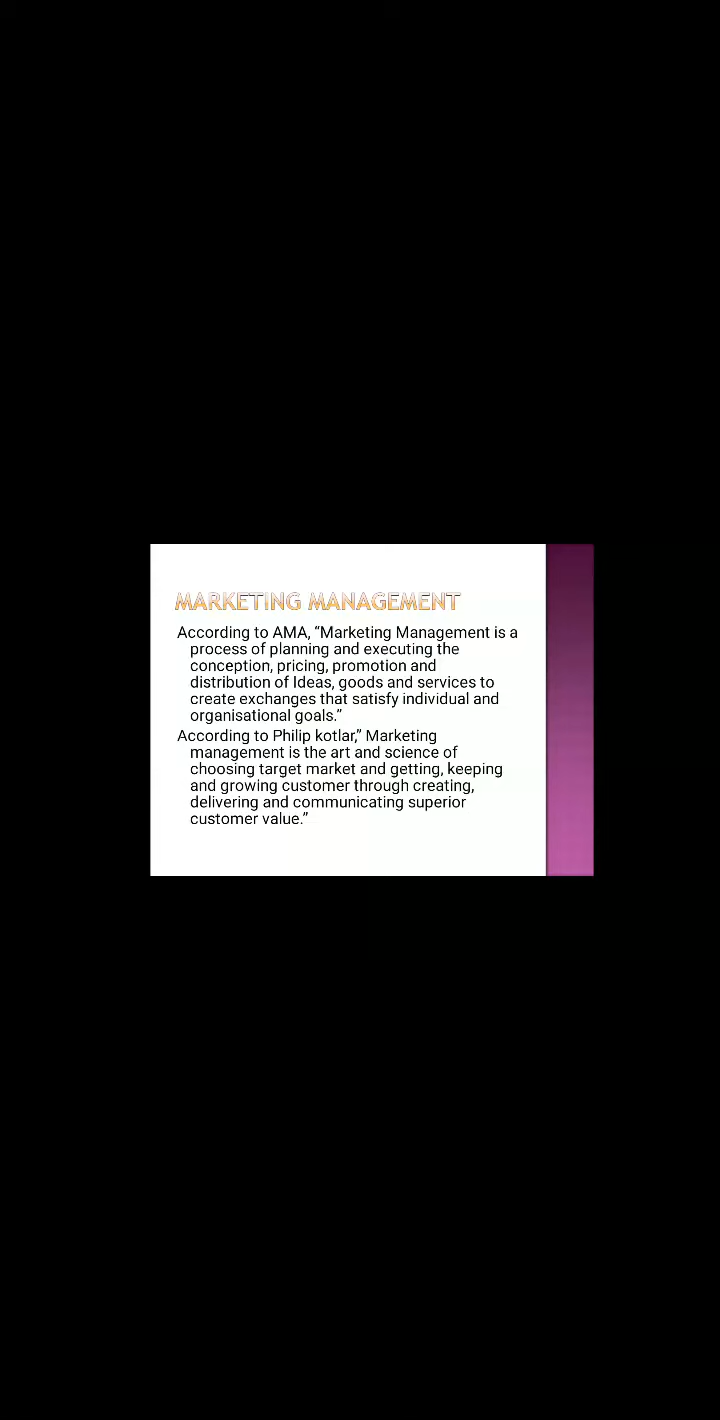 MARKETING MANAGEMENT
According to AMA, “Marketing Management is a
process of planning and executing the
conception, pricing, promotion and
distribution of Ideas, goods and services to
create exchanges that satisfy individual and
organisational goals.”
According to Philip kotlar,” Marketing
management is the art and science of
choosing target market and getting, keeping
and growing customer through creating,
delivering and communicating superior
customer value.”